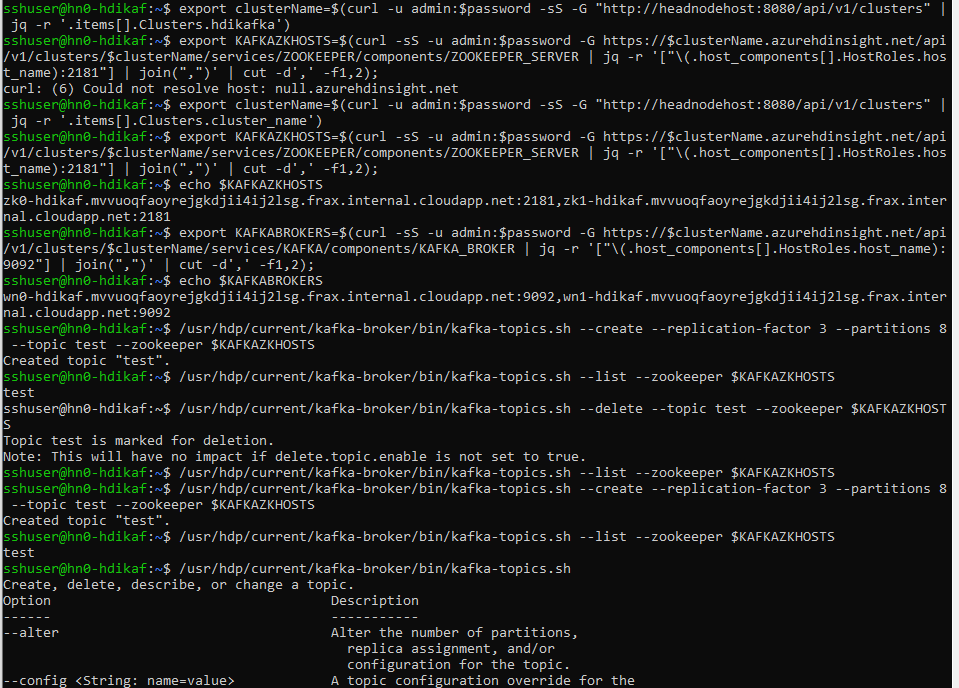 sshuser@hn0-hdikaf:~$ export clusterName=$(curl -u admin:$password -sS -G "http://headnodehost:8080/api/v1/clusters" |
 jq -r '.items[].Clusters.hdikafka')
sshuser@hn0-hdikaf:~$ export KAFKAZKHOSTS=$(curl -sS -u admin:$password -G https://$clusterName.azurehdinsight.net/api
/v1/clusters/$clusterName/services/ZOOKEEPER/components/ZOOKEEPER_SERVER | jq -r '["\(.host_components[].HostRoles.hos
t_name):2181"] | join(",")' | cut -d',' -f1,2);
curl: (6) Could not resolve host: null.azurehdinsight.net
sshuser@hn0-hdikaf:~$ export clusterName=$(curl -u admin:$password -sS -G "http://headnodehost:8080/api/v1/clusters" |
 jq -r '.items[].Clusters.cluster_name')
sshuser@hn0-hdikaf:~$ export KAFKAZKHOSTS=$(curl -sS -u admin:$password -G https://$clusterName.azurehdinsight.net/api
/v1/clusters/$clusterName/services/ZOOKEEPER/components/ZOOKEEPER_SERVER | jq -r '["\(.host_components[].HostRoles.hos
t_name):2181"] | join(",")' | cut -d',' -f1,2);
sshuser@hn0-hdikaf:~$ echo $KAFKAZKHOSTS
zk0-hdikaf.mvvuoqfaoyrejgkdjii4ij2lsg.frax.internal.cloudapp.net:2181,zk1-hdikaf.mvvuoqfaoyrejgkdjii4ij2lsg.frax.inter
nal.cloudapp.net:2181
sshuser@hn0-hdikaf:~$ export KAFKABROKERS=$(curl -sS -u admin:$password -G https://$clusterName.azurehdinsight.net/api
/v1/clusters/$clusterName/services/KAFKA/components/KAFKA_BROKER | jq -r '["\(.host_components[].HostRoles.host_name):
9092"] | join(",")' | cut -d',' -f1,2);
sshuser@hn0-hdikaf:~$ echo $KAFKABROKERS
wn0-hdikaf.mvvuoqfaoyrejgkdjii4ij2lsg.frax.internal.cloudapp.net:9092,wn1-hdikaf.mvvuoqfaoyrejgkdjii4ij2lsg.frax.inter
nal.cloudapp.net:9092
sshuser@hn0-hdikaf:~$ /usr/hdp/current/kafka-broker/bin/kafka-topics.sh --create --replication-factor 3 --partitions 8
 --topic test --zookeeper $KAFKAZKHOSTS
Created topic "test".
sshuser@hn0-hdikaf:~$ /usr/hdp/current/kafka-broker/bin/kafka-topics.sh --list --zookeeper $KAFKAZKHOSTS
test
sshuser@hn0-hdikaf:~$ /usr/hdp/current/kafka-broker/bin/kafka-topics.sh --delete --topic test --zookeeper $KAFKAZKHOST
S
Topic test is marked for deletion.
Note: This will have no impact if delete.topic.enable is not set to true.
sshuser@hn0-hdikaf:~$ /usr/hdp/current/kafka-broker/bin/kafka-topics.sh --list --zookeeper $KAFKAZKHOSTS
sshuser@hn0-hdikaf:~$ /usr/hdp/current/kafka-broker/bin/kafka-topics.sh --create --replication-factor 3 --partitions 8
 --topic test --zookeeper $KAFKAZKHOSTS
Created topic "test".
sshuser@hn0-hdikaf:~$ /usr/hdp/current/kafka-broker/bin/kafka-topics.sh --list --zookeeper $KAFKAZKHOSTS
test
sshuser@hn0-hdikaf:~$ /usr/hdp/current/kafka-broker/bin/kafka-topics.sh
Create, delete, describe, or change a topic.
Option                                   Description
------                                   -----------
--alter                                  Alter the number of partitions,
                                           replica assignment, and/or
                                           configuration for the topic.
--config <String: name=value>            A topic configuration override for the